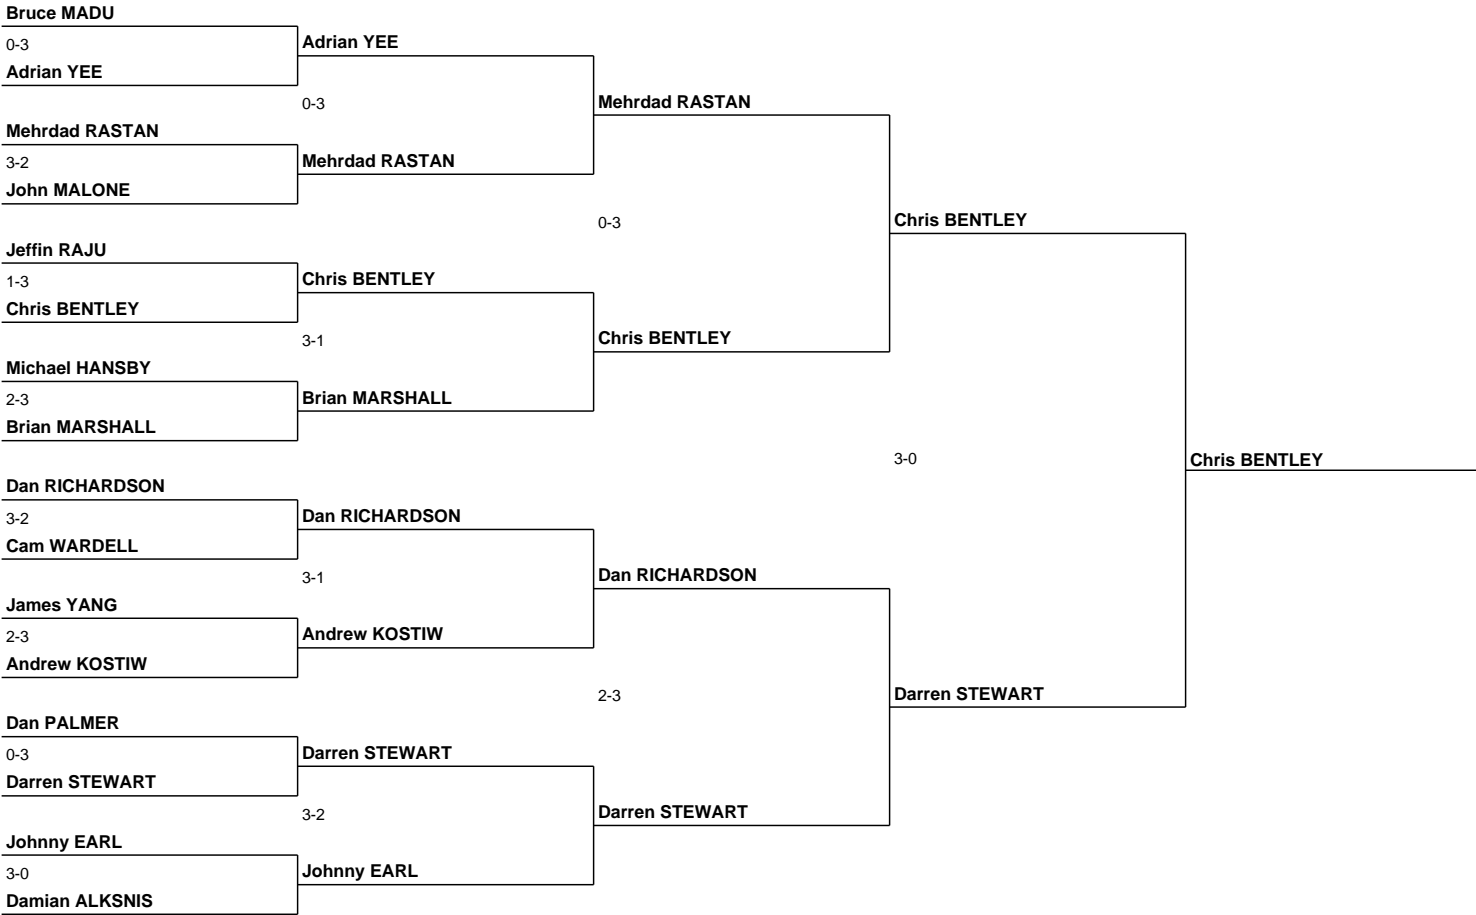 Bruce MADU
0-3
Adrian YEE
Mehrdad RASTAN
3-2
John MALONE
Jeffin RAJU
1-3
Chris BENTLEY
Michael HANSBY
2-3
Brian MARSHALL
Dan RICHARDSON
3-2
Cam WARDELL
James YANG
2-3
Andrew KOSTIW
Dan PALMER
0-3
Darren STEWART
Johnny EARL
3-0
Damian ALKSNIS
Adrian YEE
0-3
Mehrdad RASTAN
Chris BENTLEY
3-1
Brian MARSHALL
Dan RICHARDSON
3-1
Andrew KOSTIW
Darren STEWART
3-2
Johnny EARL
Mehrdad RASTAN
0-3
Chris BENTLEY
Dan RICHARDSON
2-3
Darren STEWART
Chris BENTLEY
3-0
Darren STEWART
Chris BENTLEY